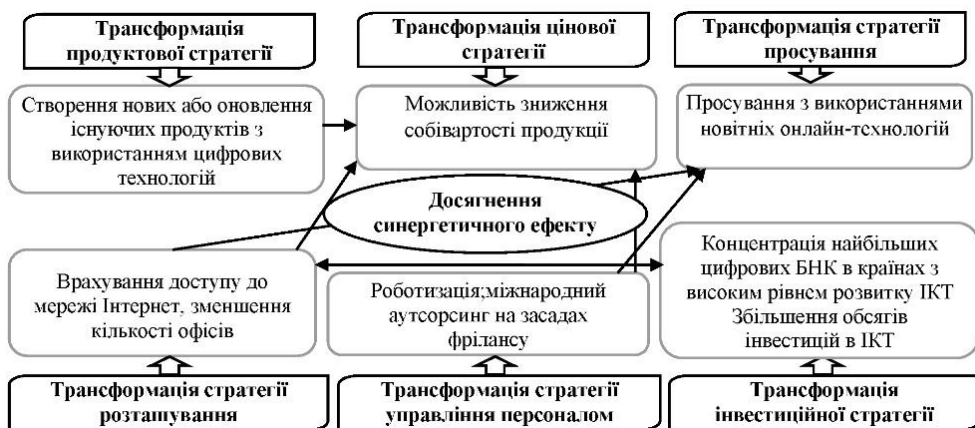 Трансформація
продуктової стратегії
Трансформація цінової
стратегії
Трансформація стратегії
просування
Створення нових або оновлення
існуючих продуктів з
використанням цифрових
технологій
Можливість зниження
собівартості продукції
Просування з використаннями
новітніх онлайн-технологій
Досягнення
синергетичного ефекту
Врахування доступу до
мережі Інтернет, зменшення
кількості офісів
Роботизація;міжнародний
аутсорсинг на засадах
фрілансу
Концентрація найбільших
цифрових БНК в країнах з
високим рівнем розвитку ІКТ
Збільшення обсягів
інвестицій в ІКТ
Трансформація стратегії
розташування
Трансформація стратегії
управління персоналом
Трансформація
інвестиційної стратегії